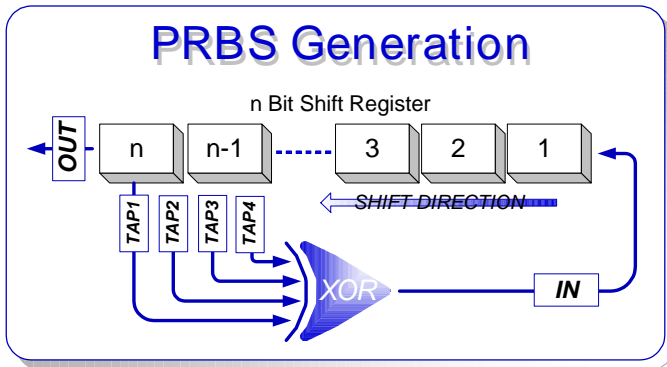 PRBS Generation
n Bit Shift Register
OUT
n n-1 3 2 1
SHIFT DIRECTION
TAP1 TAP2 TAP3 TAP4
XOR
IN